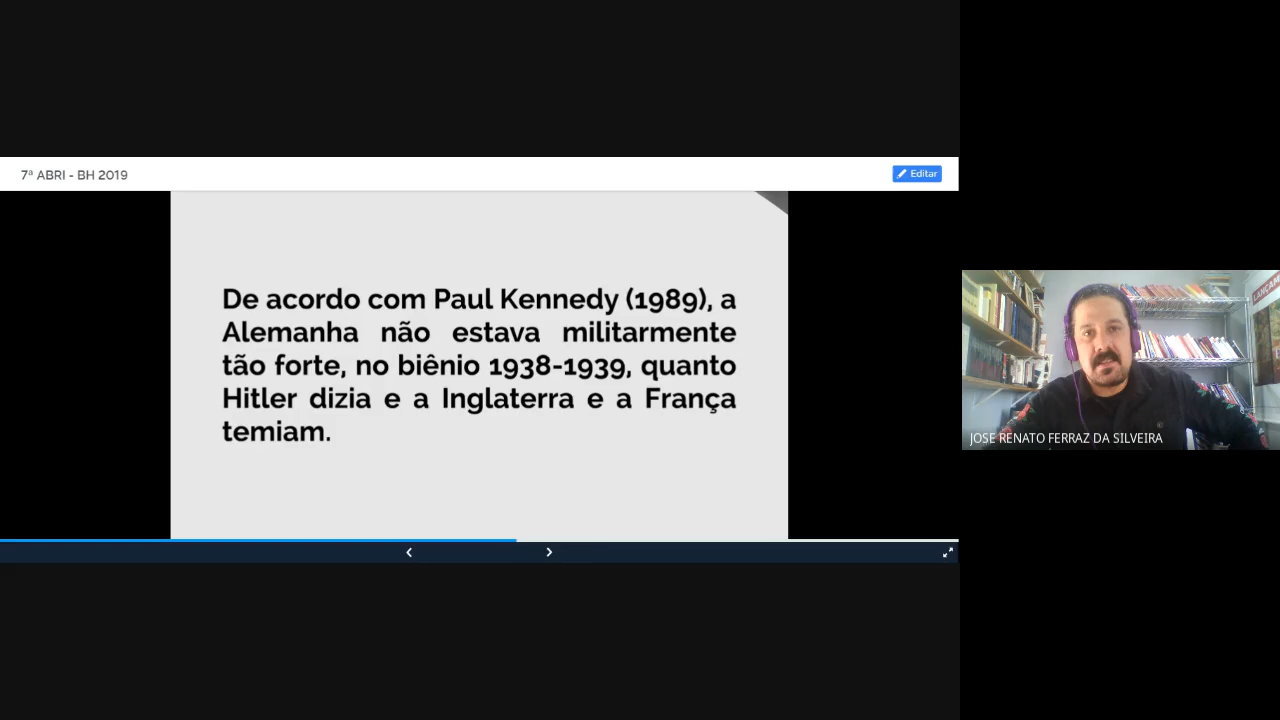 7ª ABRI - BH 2019
Editar
De acordo com Paul Kennedy (1989), a
Alemanha não estava militarmente
tão forte, no biênio 1938-1939, quanto
Hitler dizia e a Inglaterra e a França
temiam.
JOSE RENATO FERRAZ DA SILVEIRA